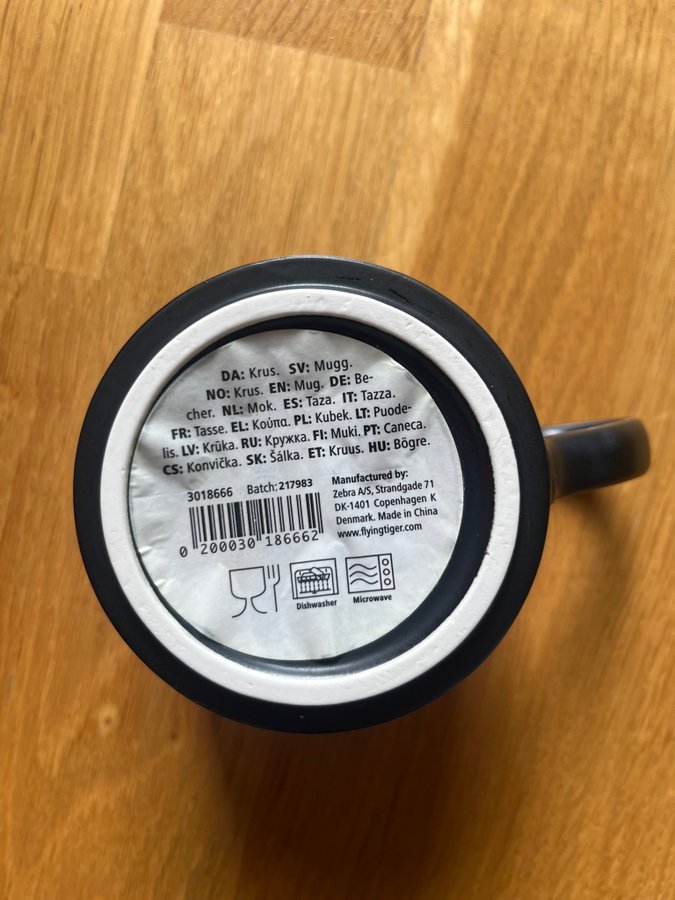 DA: Krus. SV: Mugg.
NO: Krus. EN: Mug. DE: Be-
cher. NL: Mok. ES: Taza. IT: Tazza.
FR: Tasse. EL: Κούπα. PL: Kubek. LT: Puode-
lis. LV: Krūka. RU: Кружка. FI: Muki. PT: Caneca.
CS: Konvička. SK: Šálka. ET: Kruus. HU: Bögre.
3018666 Batch: 217983
0 200030 186662
Manufactured by:
Zebra A/S, Strandgade 71
DK-1401 Copenhagen K
Denmark. Made in China
www.flyingtiger.com
Dishwasher
Microwave